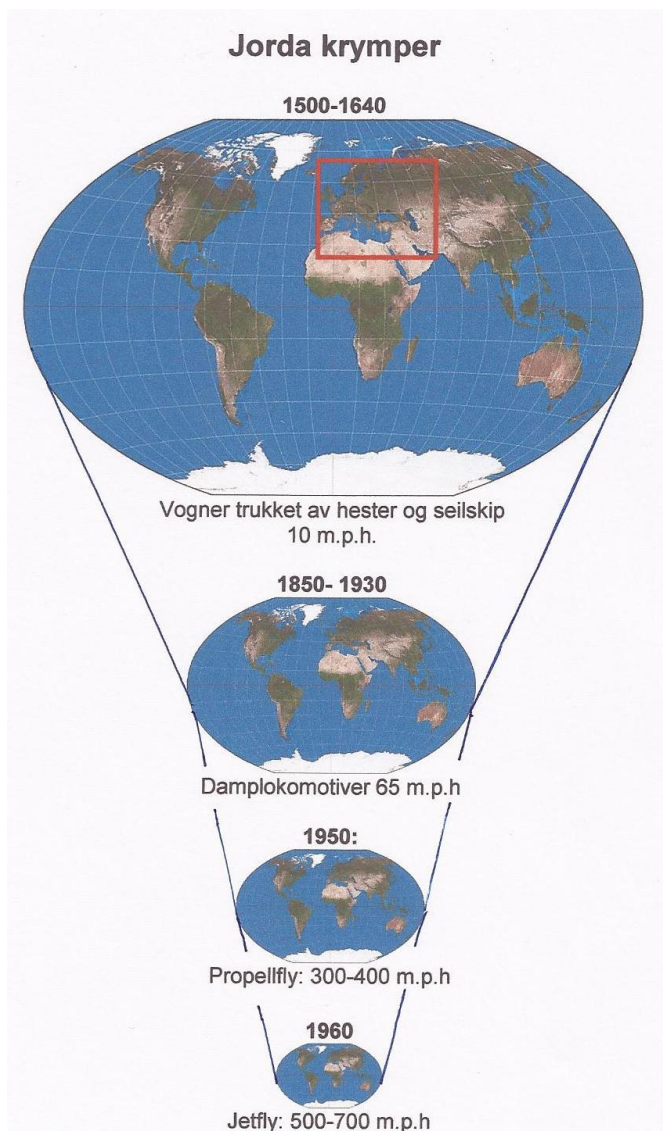 Jorda krymper
1500-1640
Vogner trukket av hester og seilskip
10 m.p.h.
1850- 1930
Damplokomotiver 65 m.p.h
1950:
Propellfly: 300-400 m.p.h
1960
Jetfly: 500-700 m.p.h